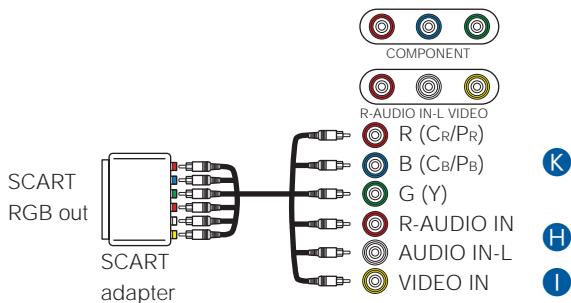 COMPONENT
R-AUDIO IN-L VIDEO
R (CR/PR)
B (CB/PB)
K
G (Y)
SCART
RGB out
R-AUDIO IN
H
AUDIO IN-L
SCART
adapter
VIDEO IN
I